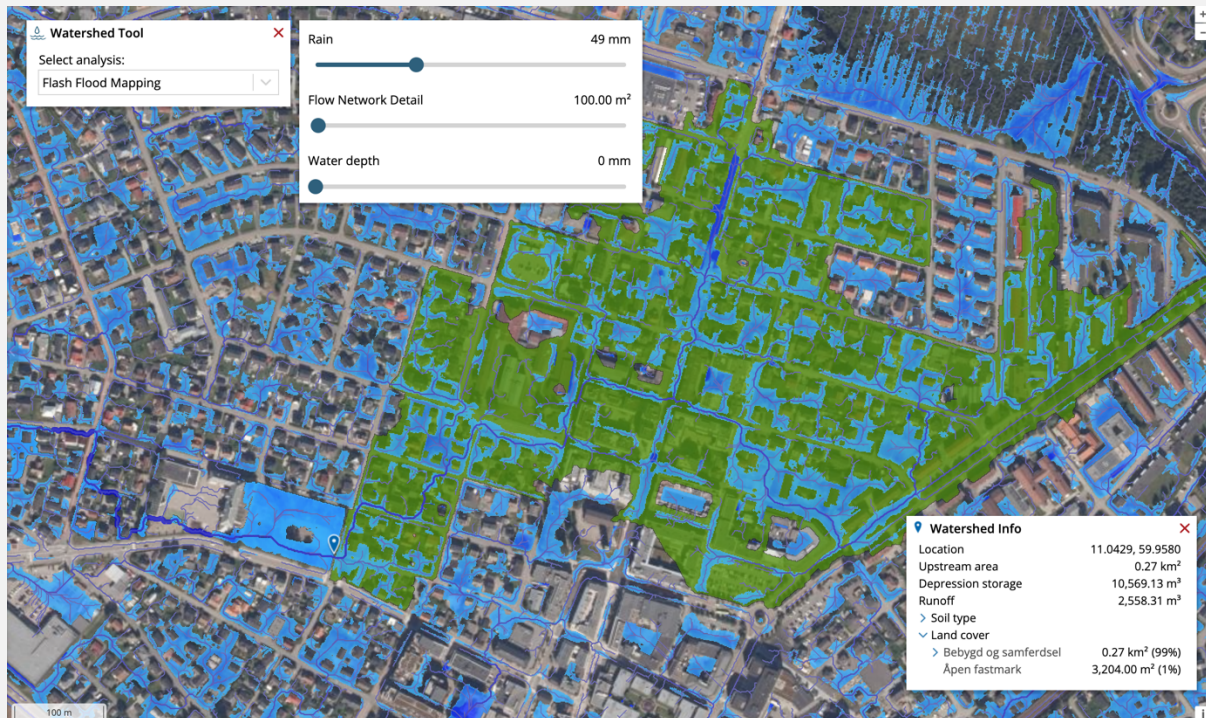 Watershed Tool
Select analysis:
Flash Flood Mapping
Rain 49 mm
Flow Network Detail 100.00 m²
Water depth 0 mm
+
−
Watershed Info
Location 11.0429, 59.9580
Upstream area 0.27 km²
Depression storage 10,569.13 m³
Runoff 2,558.31 m³
Soil type
Land cover
Bebygd og samferdsel 0.27 km² (99%)
Åpen fastmark 3,204.00 m² (1%)
100 m
i